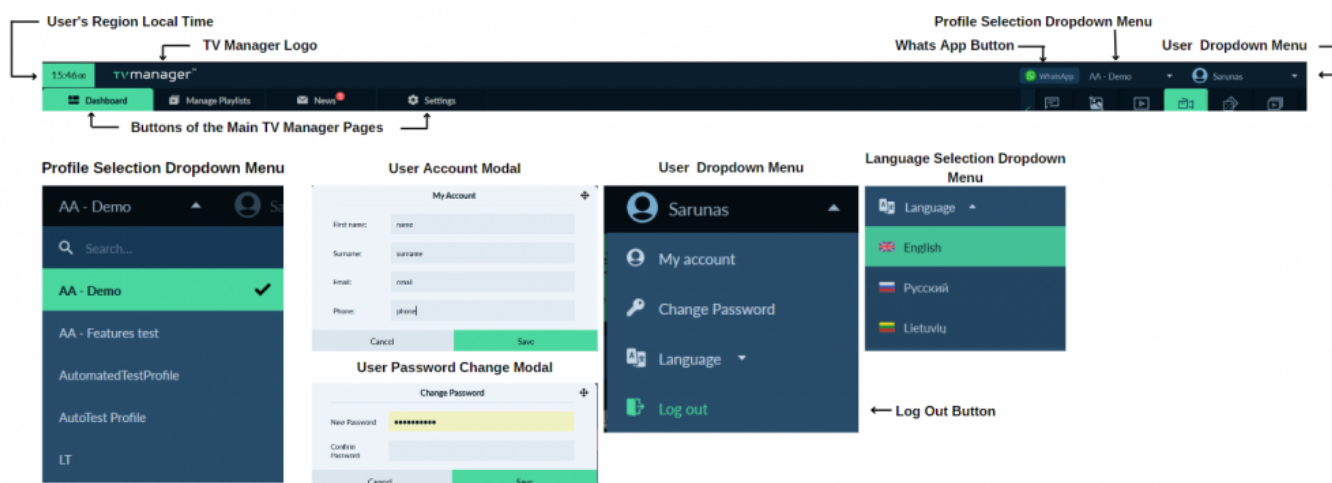 User's Region Local Time
Profile Selection Dropdown Menu
TV Manager Logo
Whats App Button
User Dropdown Menu
15:46:00
TVmanager™
WhatsApp
AA - Demo
Sarunas
Dashboard
Manage Playlists
News
Settings
Buttons of the Main TV Manager Pages
Profile Selection Dropdown Menu
AA - Demo
Sa
Search...
AA - Demo
AA - Features test
AutomatedTestProfile
AutoTest Profile
LT
User Account Modal
My Account
First name: name
Surname: surname
Email: email
Phone: phone
Cancel Save
User Password Change Modal
Change Password
New Password ••••••••••
Confirm
Password
Cancel Save
User Dropdown Menu
Sarunas
My account
Change Password
Language
Log out
Log Out Button
Language Selection Dropdown
Menu
Language
English
Русский
Lietuvių